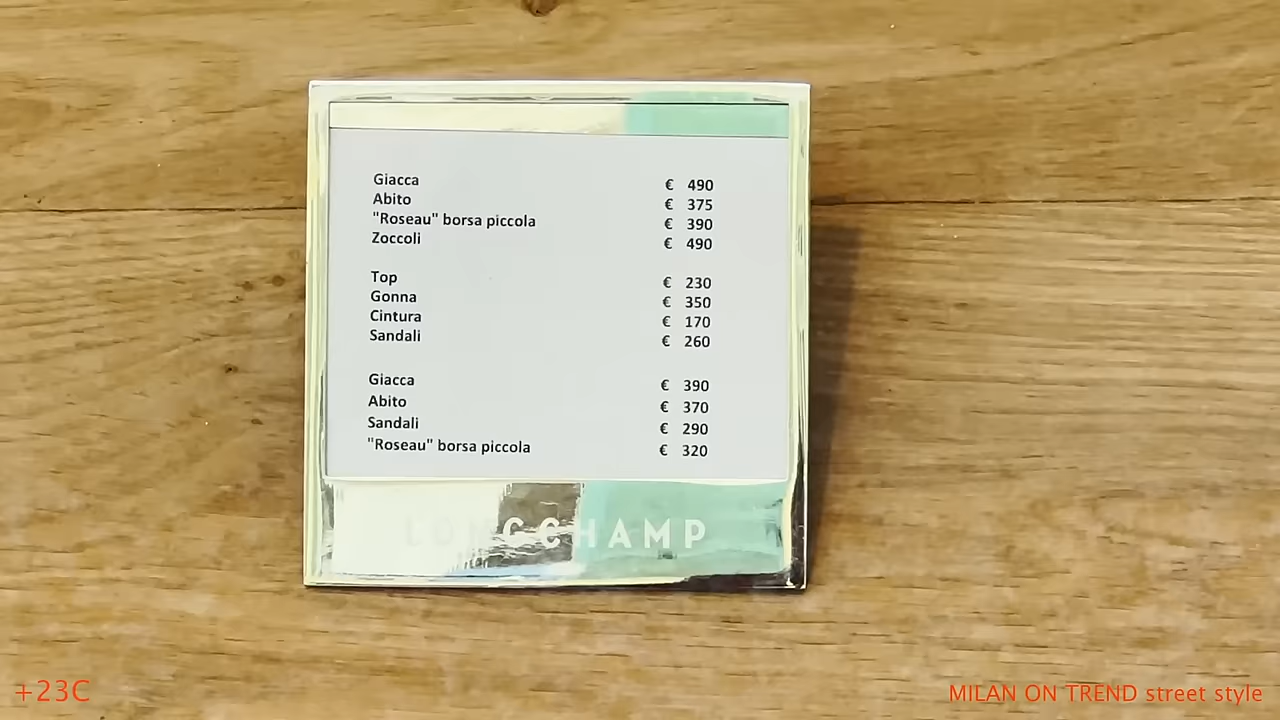 Giacca € 490
Abito € 375
"Roseau" borsa piccola € 390
Zoccoli € 490
Top € 230
Gonna € 350
Cintura € 170
Sandali € 260
Giacca € 390
Abito € 370
Sandali € 290
"Roseau" borsa piccola € 320
LONGCHAMP
+23C
MILAN ON TREND street style